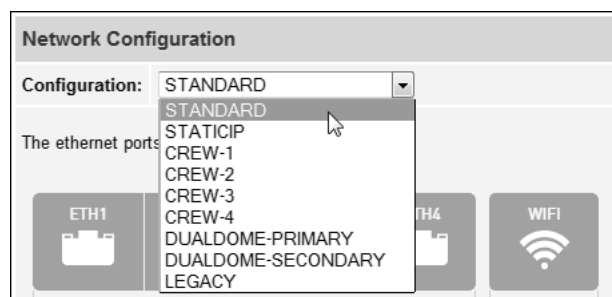 Network Configuration
Configuration: STANDARD
STANDARD
STATICIP
CREW-1
The ethernet ports
CREW-2
CREW-3
CREW-4
DUALDOME-PRIMARY
DUALDOME-SECONDARY
LEGACY
ETH1
TH4
WIFI